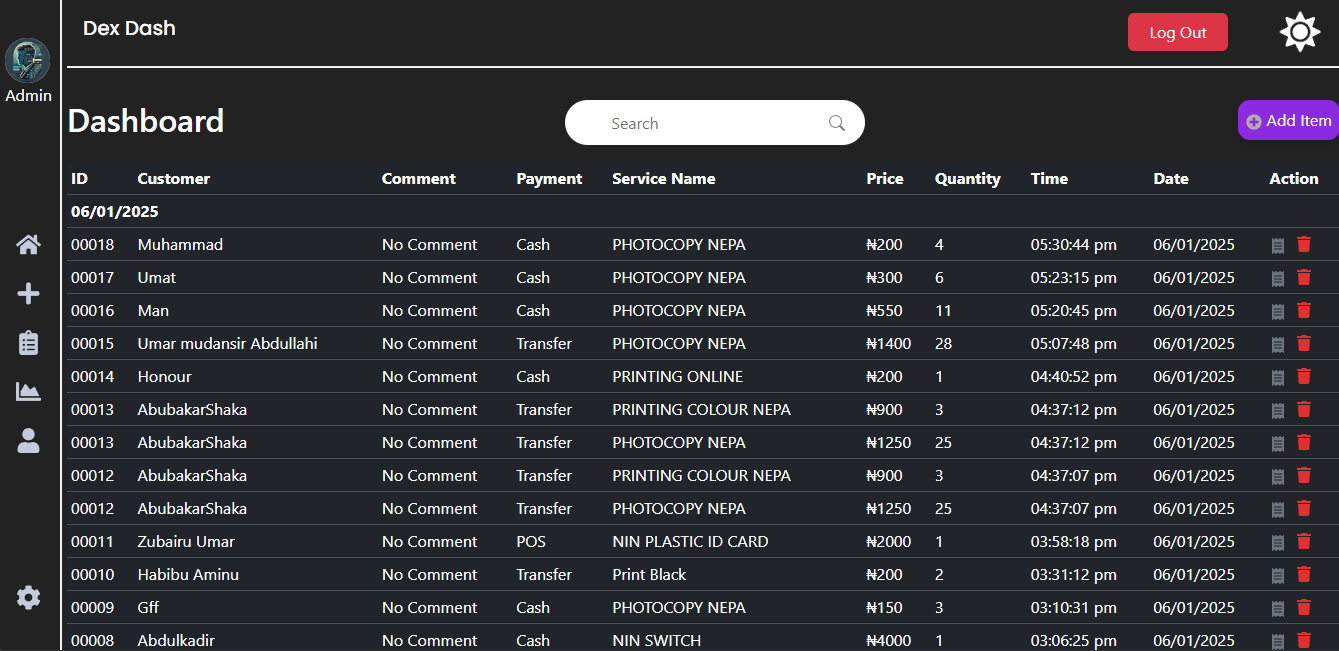 Dex Dash
Log Out
Admin
Dashboard
Search
Add Item
ID Customer Comment Payment Service Name Price Quantity Time Date Action
06/01/2025
00018 Muhammad No Comment Cash PHOTOCOPY NEPA ₦200 4 05:30:44 pm 06/01/2025
00017 Umat No Comment Cash PHOTOCOPY NEPA ₦300 6 05:23:15 pm 06/01/2025
00016 Man No Comment Cash PHOTOCOPY NEPA ₦550 11 05:20:45 pm 06/01/2025
00015 Umar mudansir Abdullahi No Comment Transfer PHOTOCOPY NEPA ₦1400 28 05:07:48 pm 06/01/2025
00014 Honour No Comment Cash PRINTING ONLINE ₦200 1 04:40:52 pm 06/01/2025
00013 AbubakarShaka No Comment Transfer PRINTING COLOUR NEPA ₦900 3 04:37:12 pm 06/01/2025
00013 AbubakarShaka No Comment Transfer PHOTOCOPY NEPA ₦1250 25 04:37:12 pm 06/01/2025
00012 AbubakarShaka No Comment Transfer PRINTING COLOUR NEPA ₦900 3 04:37:07 pm 06/01/2025
00012 AbubakarShaka No Comment Transfer PHOTOCOPY NEPA ₦1250 25 04:37:07 pm 06/01/2025
00011 Zubairu Umar No Comment POS NIN PLASTIC ID CARD ₦2000 1 03:58:18 pm 06/01/2025
00010 Habibu Aminu No Comment Transfer Print Black ₦200 2 03:31:12 pm 06/01/2025
00009 Gff No Comment Cash PHOTOCOPY NEPA ₦150 3 03:10:31 pm 06/01/2025
00008 Abdulkadir No Comment Cash NIN SWITCH ₦4000 1 03:06:25 pm 06/01/2025